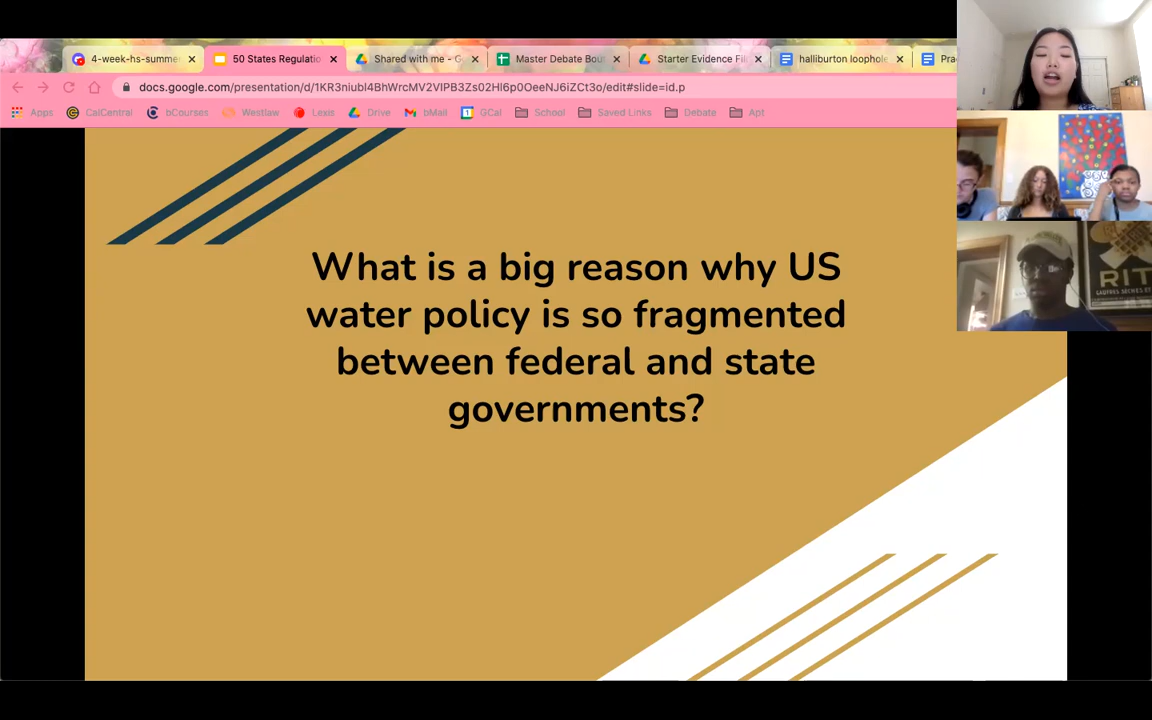 4-week-hs-summe
50 States Regulatio
Shared with me - G
Master Debate Bou
Starter Evidence Fil
halliburton loophole
Pra
docs.google.com/presentation/d/1KR3niubl4BhWrcMV2VIPB3Zs02Hl6p0OeeNJ6iZCt3o/edit#slide=id.p
Apps
CalCentral
bCourses
Westlaw
Lexis
Drive
bMail
GCal
School
Saved Links
Debate
Apt
What is a big reason why US
water policy is so fragmented
between federal and state
governments?
RIT